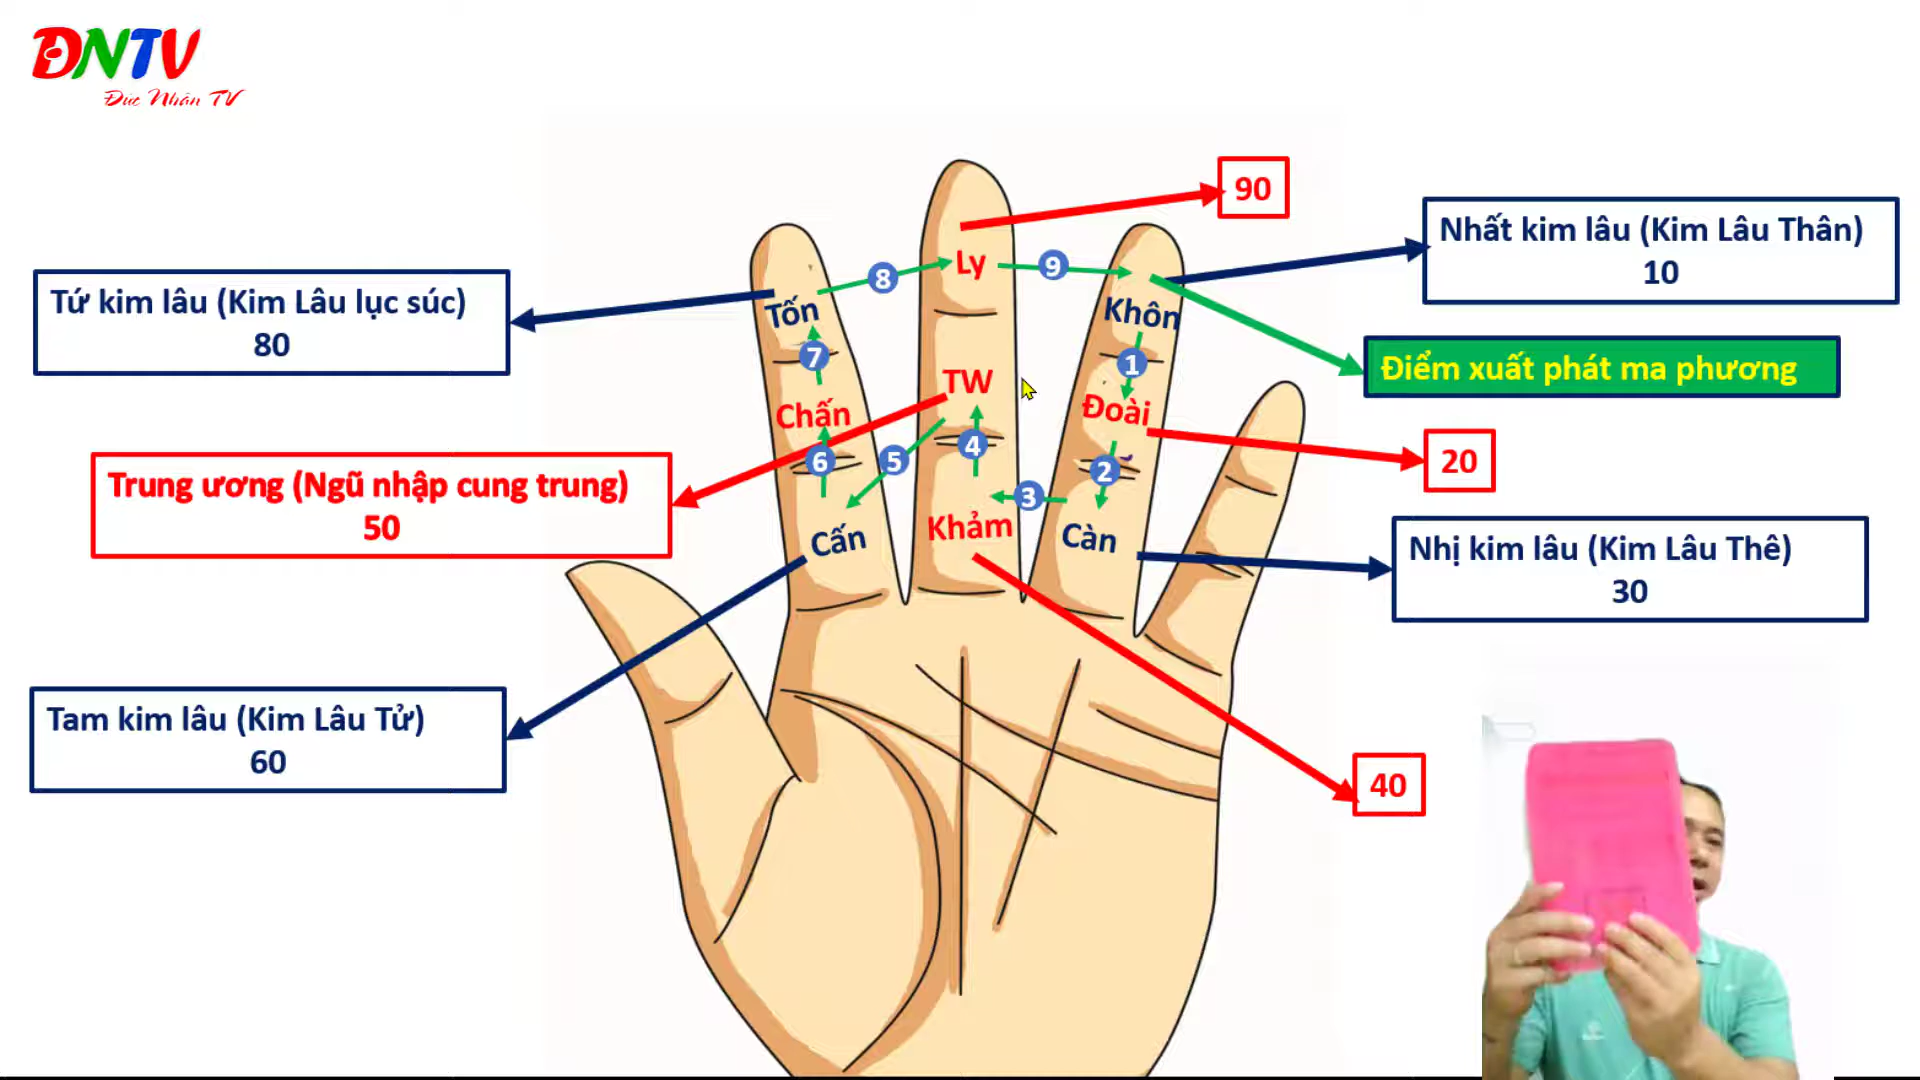 ĐNTV
Đức Nhân TV
90
Nhất kim lâu (Kim Lâu Thân)
10
Tứ kim lâu (Kim Lâu lục súc)
80
Ly
8
9
Tốn
Khôn
7
1
Điểm xuất phát ma phương
TW
Chấn
Đoài
6
5
4
2
20
Trung ương (Ngũ nhập cung trung)
50
3
Cấn
Khảm
Càn
Nhị kim lâu (Kim Lâu Thê)
30
Tam kim lâu (Kim Lâu Tử)
60
40